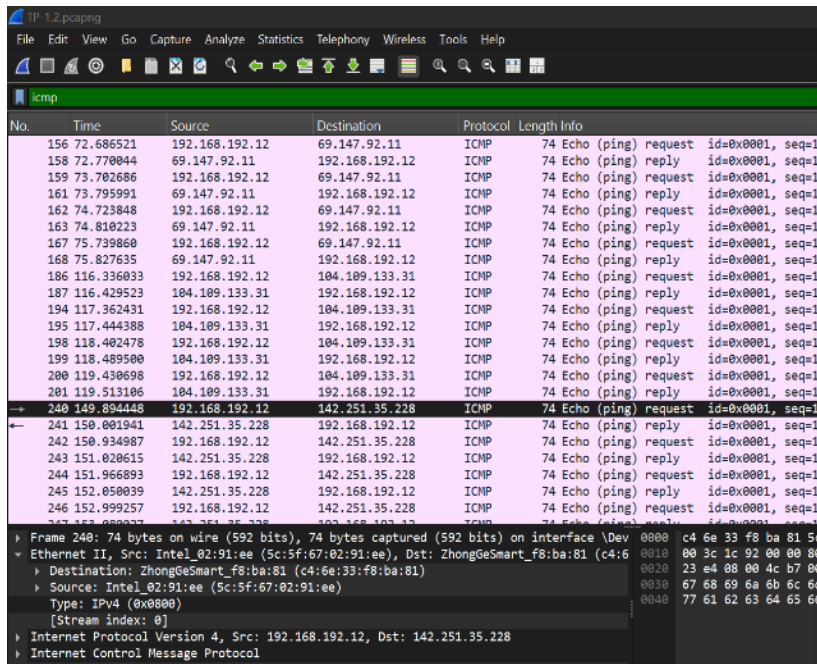 TP 1.2.pcapng
File Edit View Go Capture Analyze Statistics Telephony Wireless Tools Help
icmp
No. Time Source Destination Protocol Length Info
156 72.686521 192.168.192.12 69.147.92.11 ICMP 74 Echo (ping) request id=0x0001, seq=1
158 72.770044 69.147.92.11 192.168.192.12 ICMP 74 Echo (ping) reply id=0x0001, seq=1
159 73.702686 192.168.192.12 69.147.92.11 ICMP 74 Echo (ping) request id=0x0001, seq=1
161 73.795991 69.147.92.11 192.168.192.12 ICMP 74 Echo (ping) reply id=0x0001, seq=1
162 74.723848 192.168.192.12 69.147.92.11 ICMP 74 Echo (ping) request id=0x0001, seq=1
163 74.810223 69.147.92.11 192.168.192.12 ICMP 74 Echo (ping) reply id=0x0001, seq=1
167 75.739860 192.168.192.12 69.147.92.11 ICMP 74 Echo (ping) request id=0x0001, seq=1
168 75.827635 69.147.92.11 192.168.192.12 ICMP 74 Echo (ping) reply id=0x0001, seq=1
186 116.336033 192.168.192.12 104.109.133.31 ICMP 74 Echo (ping) request id=0x0001, seq=1
187 116.429523 104.109.133.31 192.168.192.12 ICMP 74 Echo (ping) reply id=0x0001, seq=1
194 117.362431 192.168.192.12 104.109.133.31 ICMP 74 Echo (ping) request id=0x0001, seq=1
195 117.444388 104.109.133.31 192.168.192.12 ICMP 74 Echo (ping) reply id=0x0001, seq=1
198 118.402478 192.168.192.12 104.109.133.31 ICMP 74 Echo (ping) request id=0x0001, seq=1
199 118.489500 104.109.133.31 192.168.192.12 ICMP 74 Echo (ping) reply id=0x0001, seq=1
200 119.430698 192.168.192.12 104.109.133.31 ICMP 74 Echo (ping) request id=0x0001, seq=1
201 119.513106 104.109.133.31 192.168.192.12 ICMP 74 Echo (ping) reply id=0x0001, seq=1
240 149.894448 192.168.192.12 142.251.35.228 ICMP 74 Echo (ping) request id=0x0001, seq=1
241 150.001941 142.251.35.228 192.168.192.12 ICMP 74 Echo (ping) reply id=0x0001, seq=1
242 150.934987 192.168.192.12 142.251.35.228 ICMP 74 Echo (ping) request id=0x0001, seq=1
243 151.020615 142.251.35.228 192.168.192.12 ICMP 74 Echo (ping) reply id=0x0001, seq=1
244 151.966893 192.168.192.12 142.251.35.228 ICMP 74 Echo (ping) request id=0x0001, seq=1
245 152.050039 142.251.35.228 192.168.192.12 ICMP 74 Echo (ping) reply id=0x0001, seq=1
246 152.999257 192.168.192.12 142.251.35.228 ICMP 74 Echo (ping) request id=0x0001, seq=1
Frame 240: 74 bytes on wire (592 bits), 74 bytes captured (592 bits) on interface \Dev
Ethernet II, Src: Intel_02:91:ee (5c:5f:67:02:91:ee), Dst: ZhongGeSmart_f8:ba:81 (c4:6
Destination: ZhongGeSmart_f8:ba:81 (c4:6e:33:f8:ba:81)
Source: Intel_02:91:ee (5c:5f:67:02:91:ee)
Type: IPv4 (0x0800)
[Stream index: 0]
Internet Protocol Version 4, Src: 192.168.192.12, Dst: 142.251.35.228
Internet Control Message Protocol
0000 c4 6e 33 f8 ba 81
0010 00 3c 1c 92 00 00
0020 23 e4 08 00 4c b7
0030 67 68 69 6a 6b 6c
0040 77 61 62 63 64 65